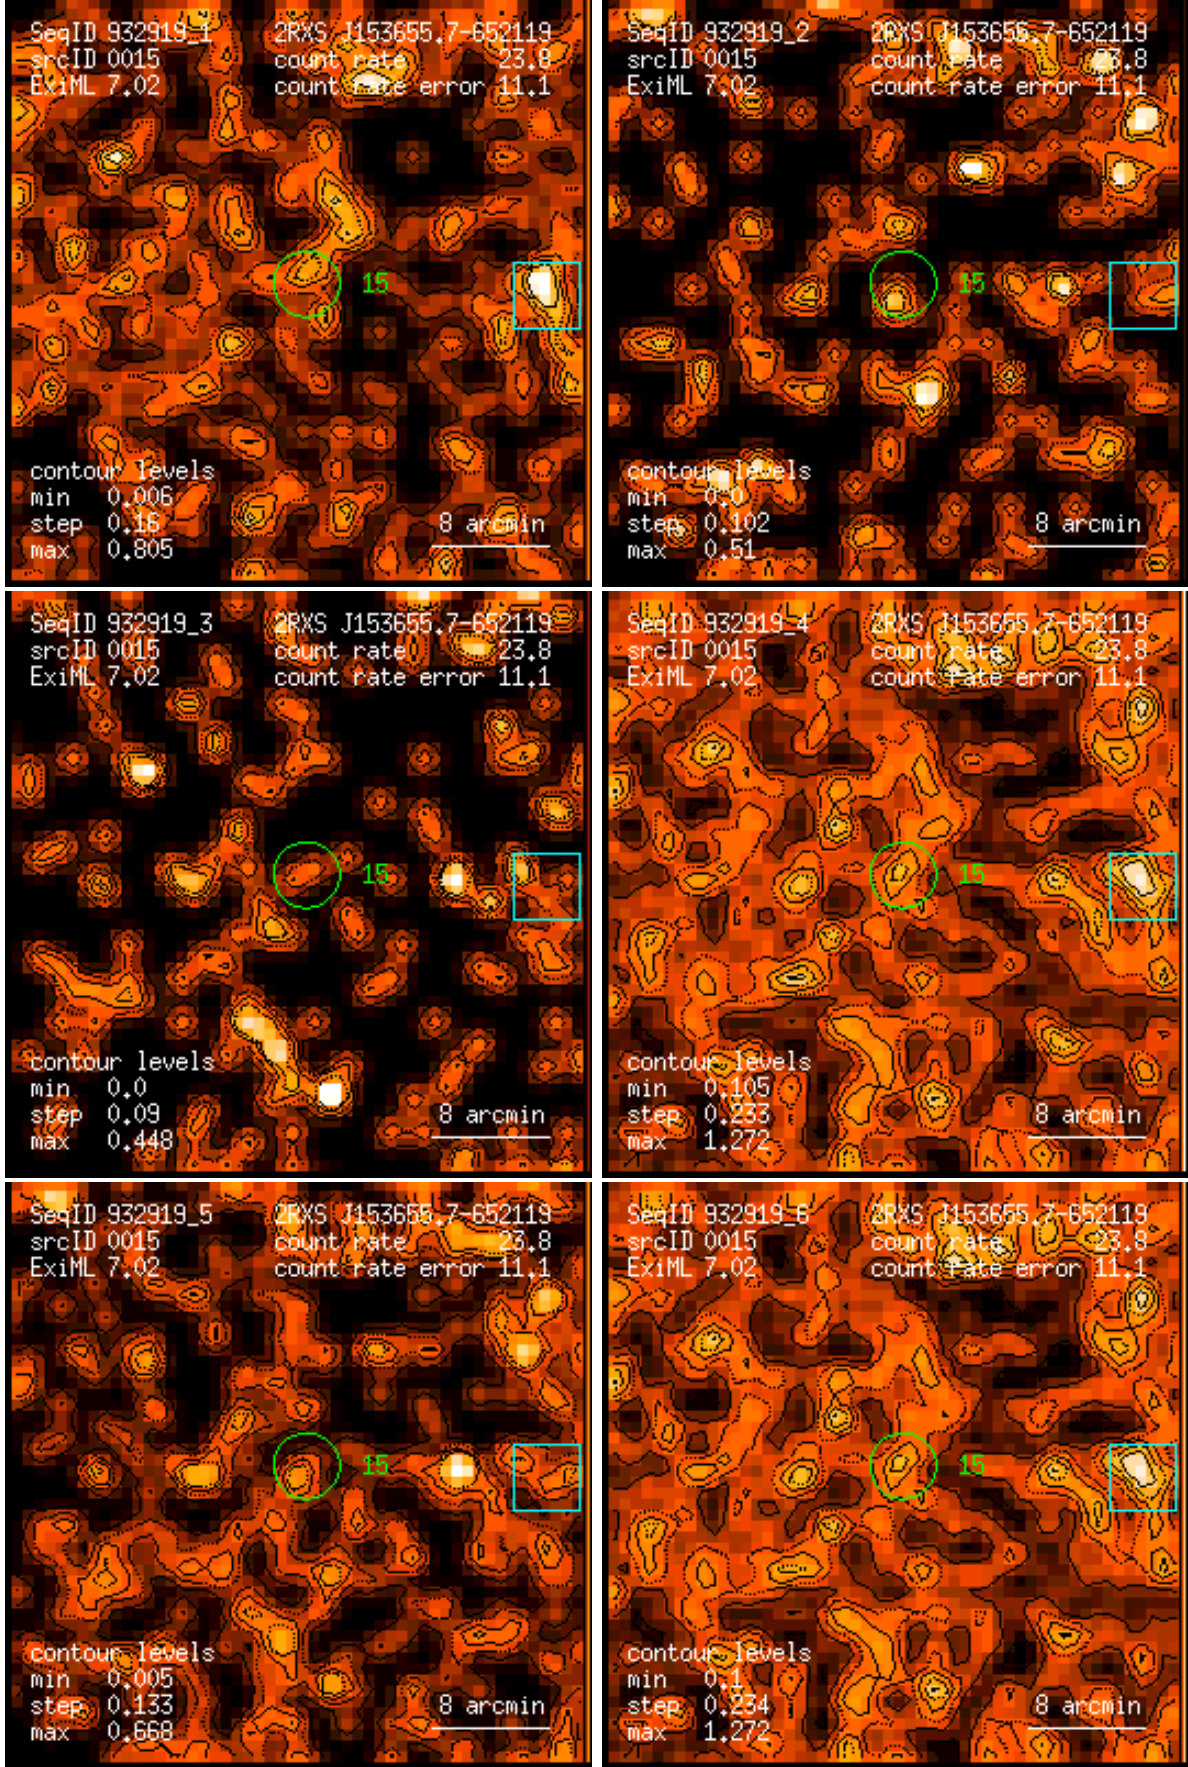 SeqID 932919_1 2RXS J153655.7-652119
srcID 0015 count rate 23.8
ExiML 7.02 count rate error 11.1
15
contour levels
min 0.006
step 0.16 8 arcmin
max 0.805
SeqID 932919_2 2RXS J153655.7-652119
srcID 0015 count rate 23.8
ExiML 7.02 count rate error 11.1
15
contour levels
min 0.0
step 0.102 8 arcmin
max 0.51
SeqID 932919_3 2RXS J153655.7-652119
srcID 0015 count rate 23.8
ExiML 7.02 count rate error 11.1
15
contour levels
min 0.0
step 0.09 8 arcmin
max 0.448
SeqID 932919_4 2RXS J153655.7-652119
srcID 0015 count rate 23.8
ExiML 7.02 count rate error 11.1
15
contour levels
min 0.105
step 0.233 8 arcmin
max 1.272
SeqID 932919_5 2RXS J153655.7-652119
srcID 0015 count rate 23.8
ExiML 7.02 count rate error 11.1
15
contour levels
min 0.005
step 0.133 8 arcmin
max 0.668
SeqID 932919_6 2RXS J153655.7-652119
srcID 0015 count rate 23.8
ExiML 7.02 count rate error 11.1
15
contour levels
min 0.1
step 0.234 8 arcmin
max 1.272